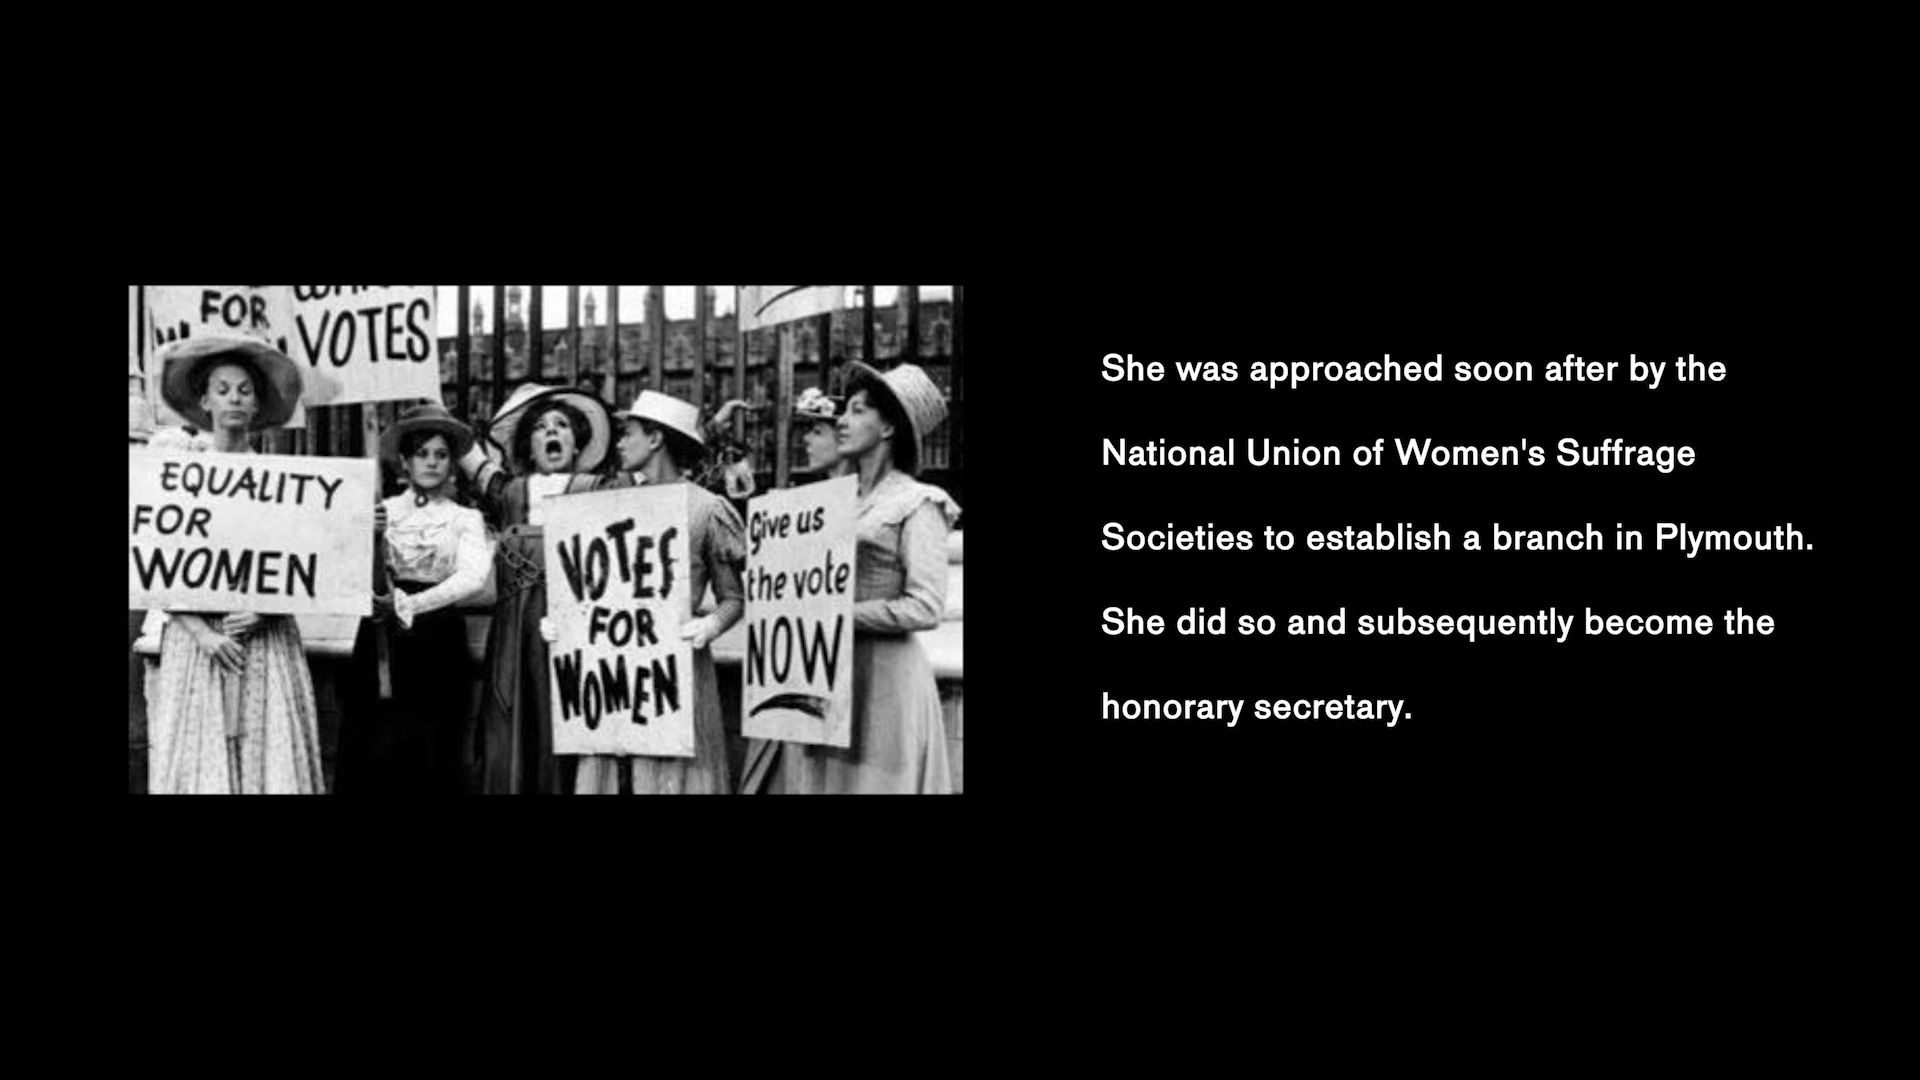 FOR
VOTES
EQUALITY
FOR
WOMEN
VOTES
FOR
WOMEN
Give us
the vote
NOW
She was approached soon after by the
National Union of Women's Suffrage
Societies to establish a branch in Plymouth.
She did so and subsequently become the
honorary secretary.